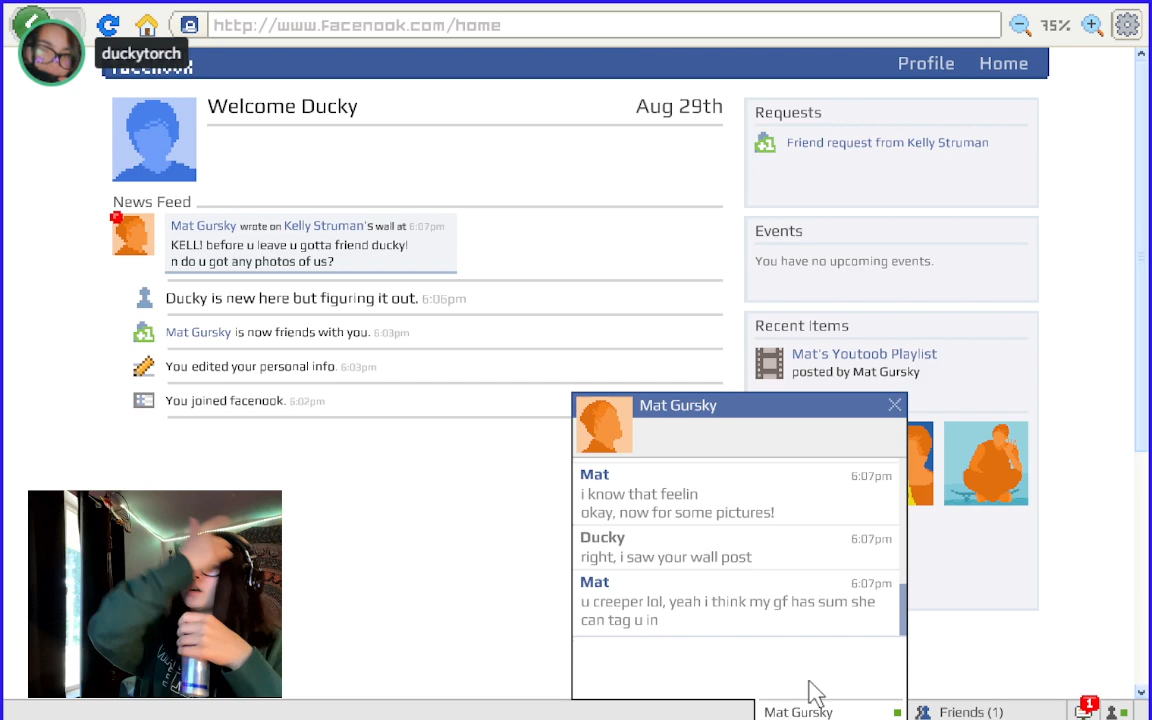 http://www.Facenook.com/home
75%
duckytorch
facenook
Profile Home
Welcome Ducky
Aug 29th
News Feed
Mat Gursky wrote on Kelly Struman's wall at 6:07pm
KELL! before u leave u gotta friend ducky!
n do u got any photos of us?
Ducky is new here but figuring it out. 6:06pm
Mat Gursky is now friends with you. 6:03pm
You edited your personal info. 6:03pm
You joined facenook. 6:02pm
Requests
Friend request from Kelly Struman
Events
You have no upcoming events.
Recent Items
Mat's Youtoob Playlist
posted by Mat Gursky
Mat Gursky
Mat 6:07pm
i know that feelin
okay, now for some pictures!
Ducky 6:07pm
right, i saw your wall post
Mat 6:07pm
u creeper lol, yeah i think my gf has sum she
can tag u in
Mat Gursky
Friends (1)
1